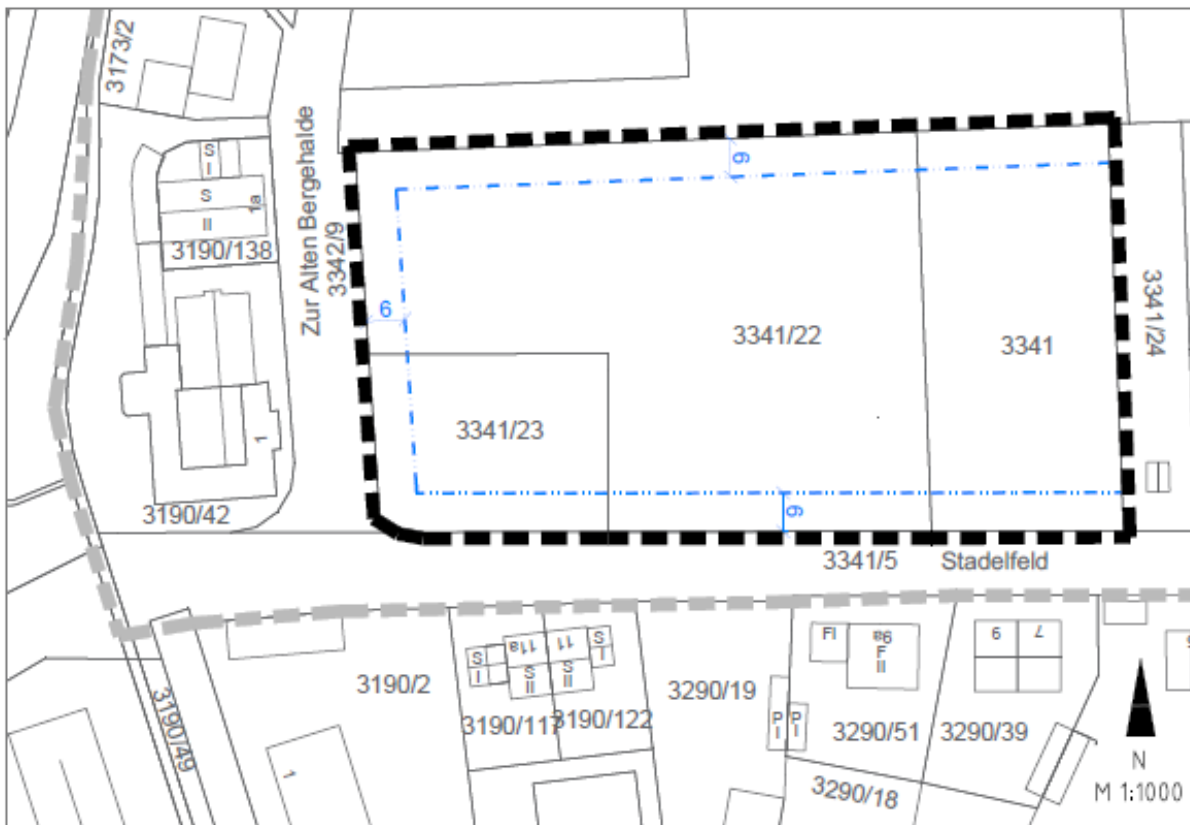 3173/2
S
I
S
II
1a
3190/138
Zur Alten Bergehalde
3342/9
6
6
3341/22
3341
3341/24
3341/23
1
3190/42
6
3341/5
Stadelfeld
3190/2
3190/49
1
S
I
11a
S
II
11
S
II
S
I
3190/117
3190/122
3290/19
P
I
P
I
FI
9a
F
II
3290/51
9
7
3290/39
3290/18
N
M 1:1000